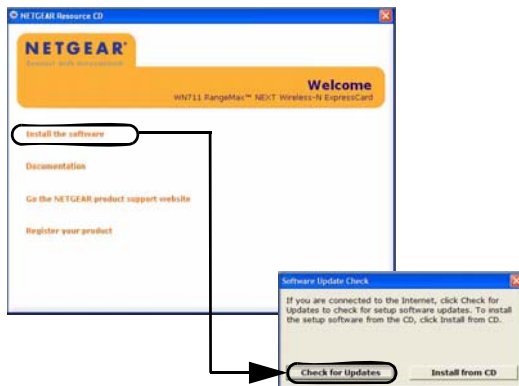 NETGEAR Resource CD
NETGEAR®
Welcome
WN711 RangeMax™ NEXT Wireless-N ExpressCard
Install the software
Documentation
Go the NETGEAR product support website
Register your product
Software Update Check
If you are connected to the Internet, click Check for
Updates to check for setup software updates. To install
the setup software from the CD, click Install from CD.
Check for Updates
Install from CD